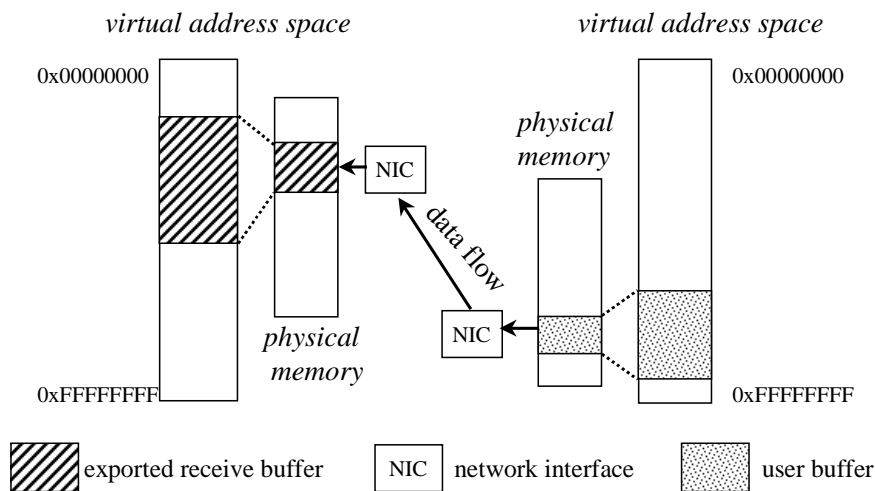 virtual address space
virtual address space
0x00000000
0x00000000
physical
memory
NIC
data flow
NIC
physical
memory
0xFFFFFFFF
0xFFFFFFFF
exported receive buffer
NIC
network interface
user buffer